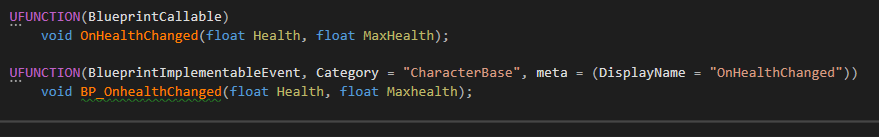 UFUNCTION(BlueprintCallable)
void OnHealthChanged(float Health, float MaxHealth);
UFUNCTION(BlueprintImplementableEvent, Category = "CharacterBase", meta = (DisplayName = "OnHealthChanged"))
void BP_OnhealthChanged(float Health, float Maxhealth);